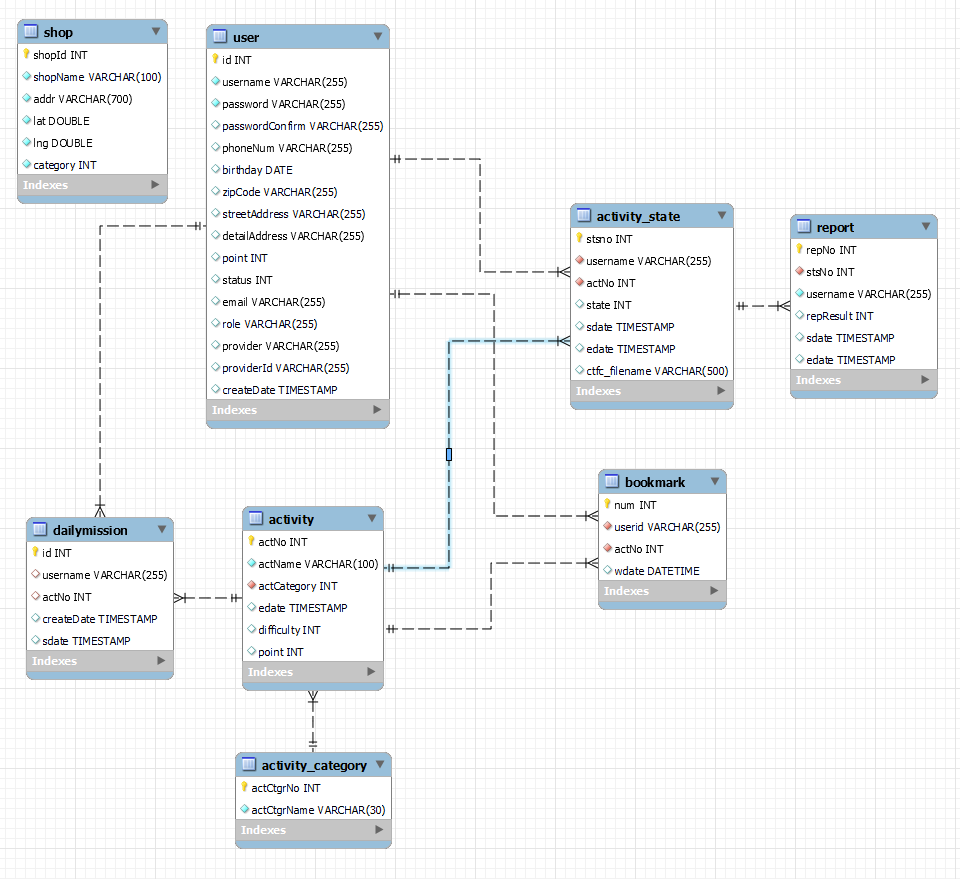 shop
shopId INT
shopName VARCHAR(100)
addr VARCHAR(700)
lat DOUBLE
lng DOUBLE
category INT
Indexes
user
id INT
username VARCHAR(255)
password VARCHAR(255)
passwordConfirm VARCHAR(255)
phoneNum VARCHAR(255)
birthday DATE
zipCode VARCHAR(255)
streetAddress VARCHAR(255)
detailAddress VARCHAR(255)
point INT
status INT
email VARCHAR(255)
role VARCHAR(255)
provider VARCHAR(255)
providerId VARCHAR(255)
createDate TIMESTAMP
Indexes
activity_state
stsno INT
username VARCHAR(255)
actNo INT
state INT
sdate TIMESTAMP
edate TIMESTAMP
ctfc_filename VARCHAR(500)
Indexes
report
repNo INT
stsNo INT
username VARCHAR(255)
repResult INT
sdate TIMESTAMP
edate TIMESTAMP
Indexes
bookmark
num INT
userid VARCHAR(255)
actNo INT
wdate DATETIME
Indexes
dailymission
id INT
username VARCHAR(255)
actNo INT
createDate TIMESTAMP
sdate TIMESTAMP
Indexes
activity
actNo INT
actName VARCHAR(100)
actCategory INT
edate TIMESTAMP
difficulty INT
point INT
Indexes
activity_category
actCtgrNo INT
actCtgrName VARCHAR(30)
Indexes